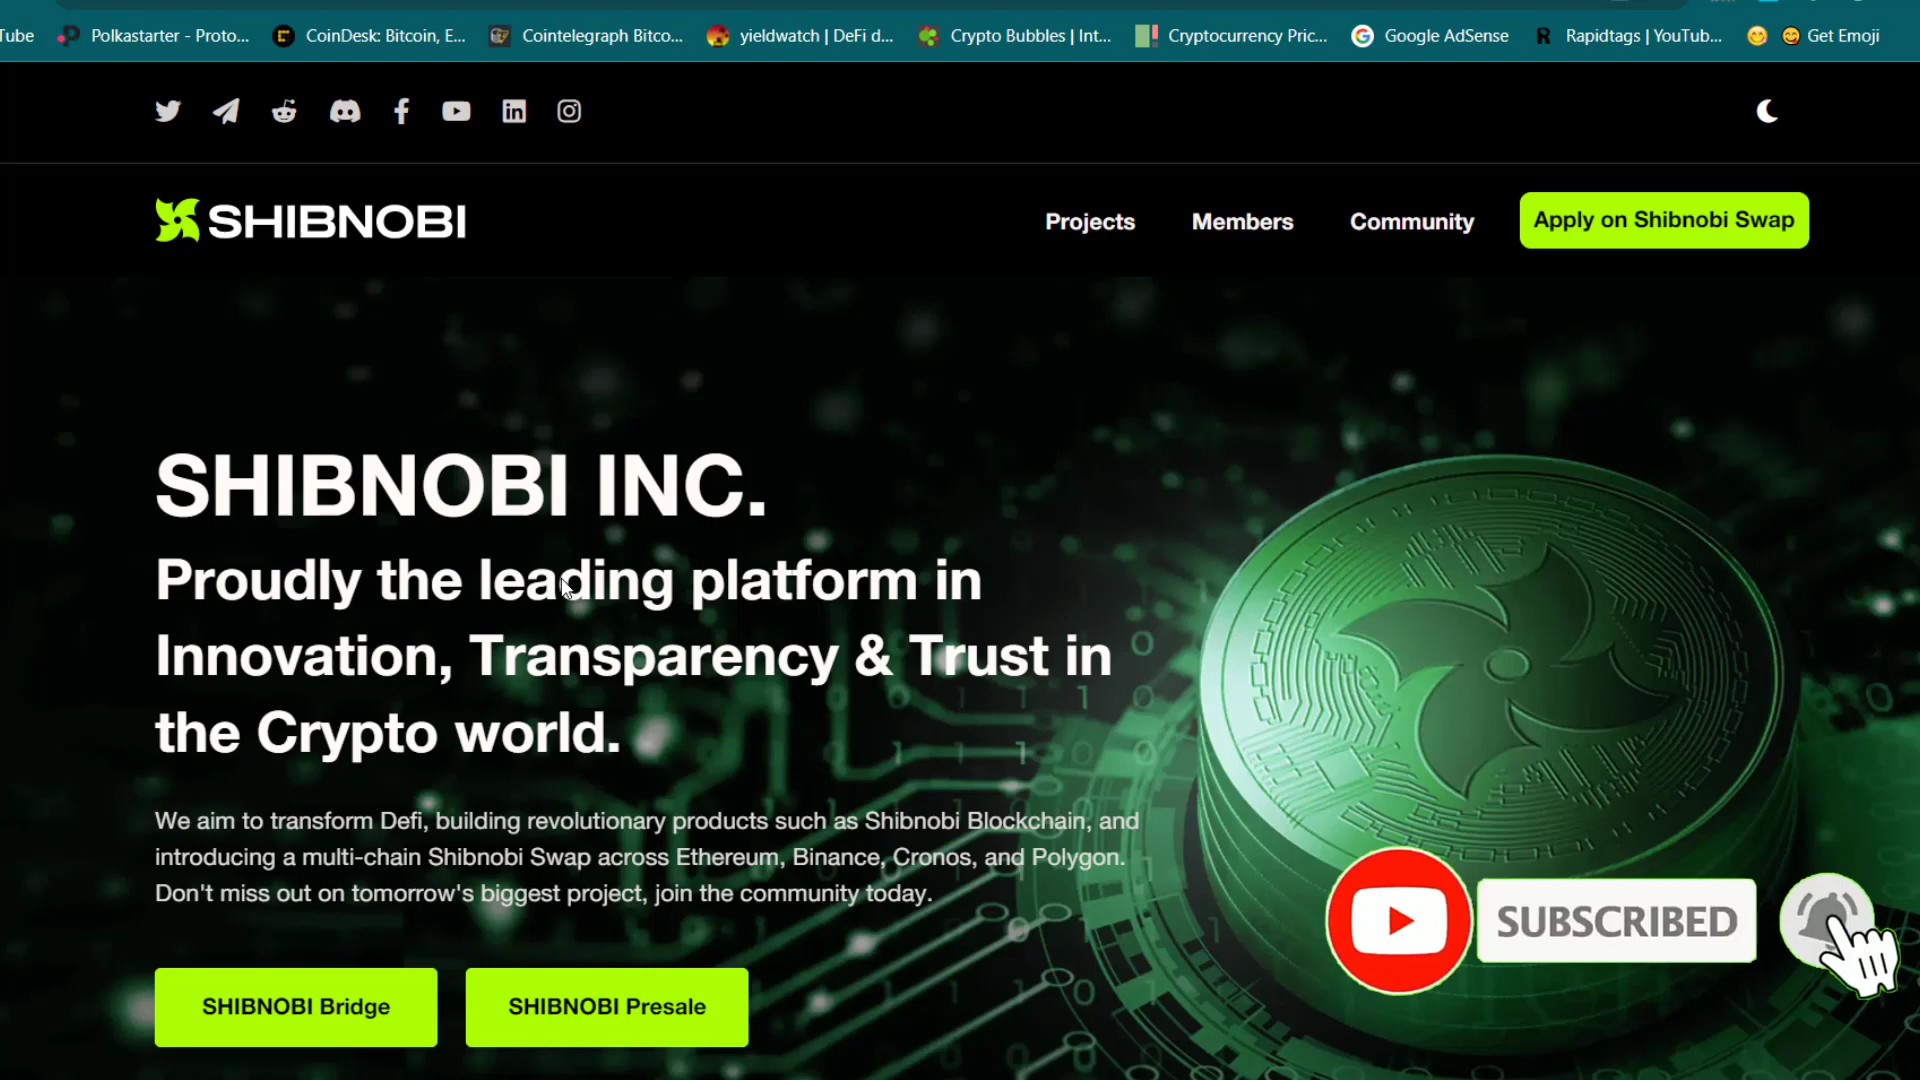 Tube Polkastarter - Proto... CoinDesk: Bitcoin, E... Cointelegraph Bitco... yieldwatch | DeFi d... Crypto Bubbles | Int... Cryptocurrency Pric... Google AdSense Rapidtags | YouTub... Get Emoji
SHIBNOBI
Projects Members Community Apply on Shibnobi Swap
SHIBNOBI INC.
Proudly the leading platform in
Innovation, Transparency & Trust in
the Crypto world.
We aim to transform Defi, building revolutionary products such as Shibnobi Blockchain, and
introducing a multi-chain Shibnobi Swap across Ethereum, Binance, Cronos, and Polygon.
Don't miss out on tomorrow's biggest project, join the community today.
SUBSCRIBED
SHIBNOBI Bridge SHIBNOBI Presale